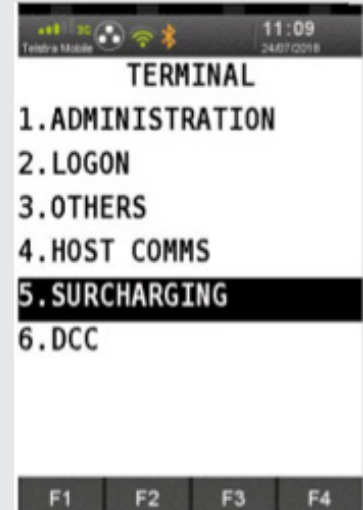 3G 11:09
Telstra Mobile 24/07/2018
TERMINAL
1.ADMINISTRATION
2.LOGON
3.OTHERS
4.HOST COMMS
5.SURCHARGING
6.DCC
F1 F2 F3 F4